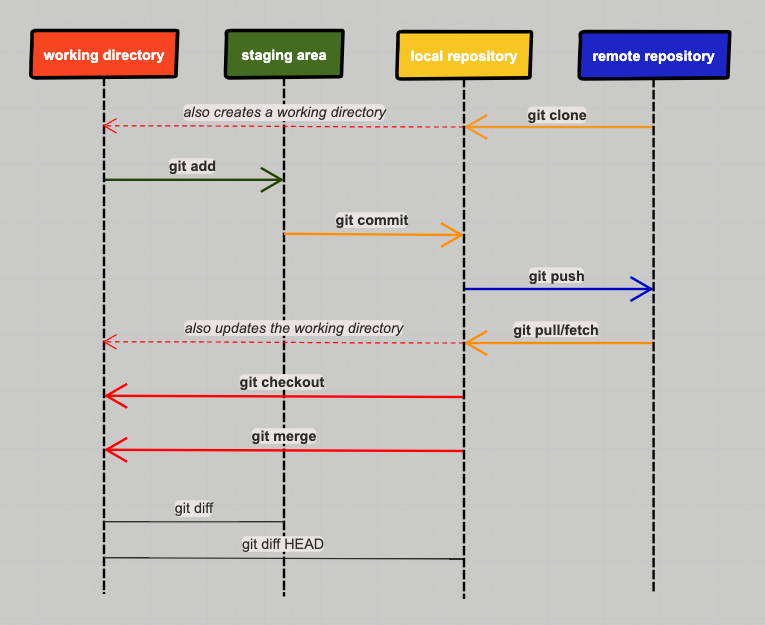 working directory
staging area
local repository
remote repository
also creates a working directory
git clone
git add
git commit
git push
also updates the working directory
git pull/fetch
git checkout
git merge
git diff
git diff HEAD